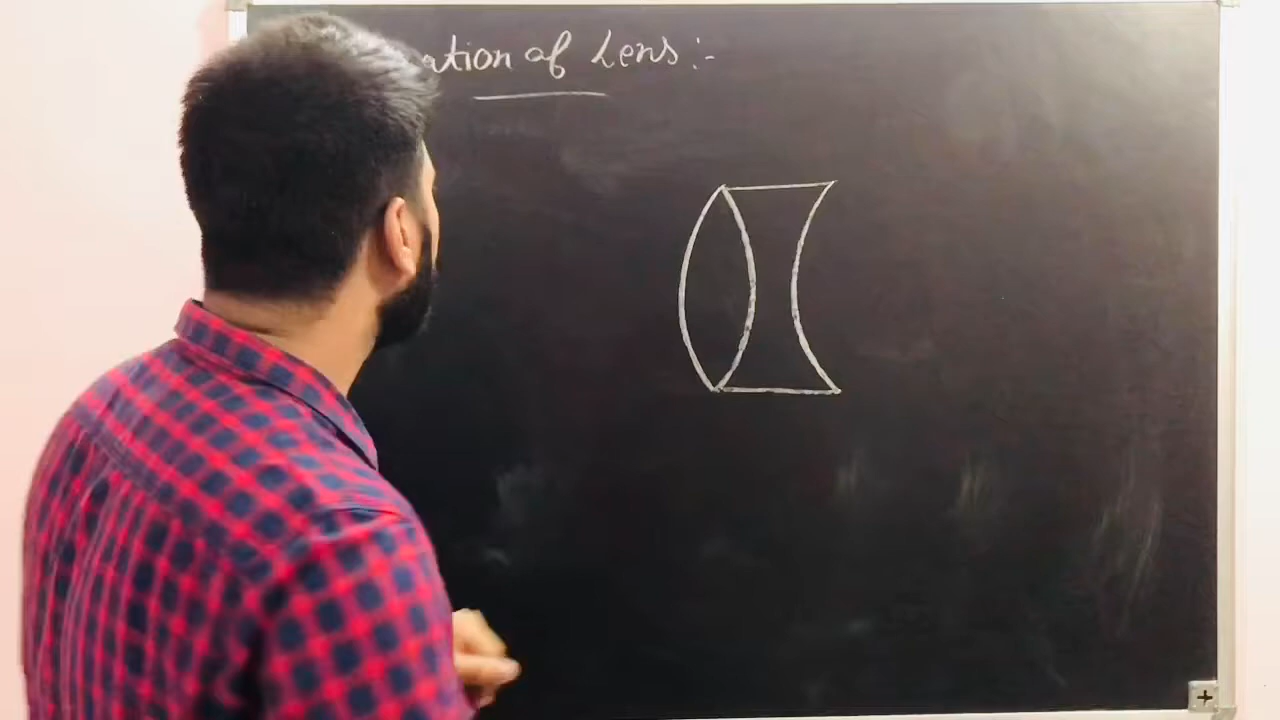 ation of Lens :-